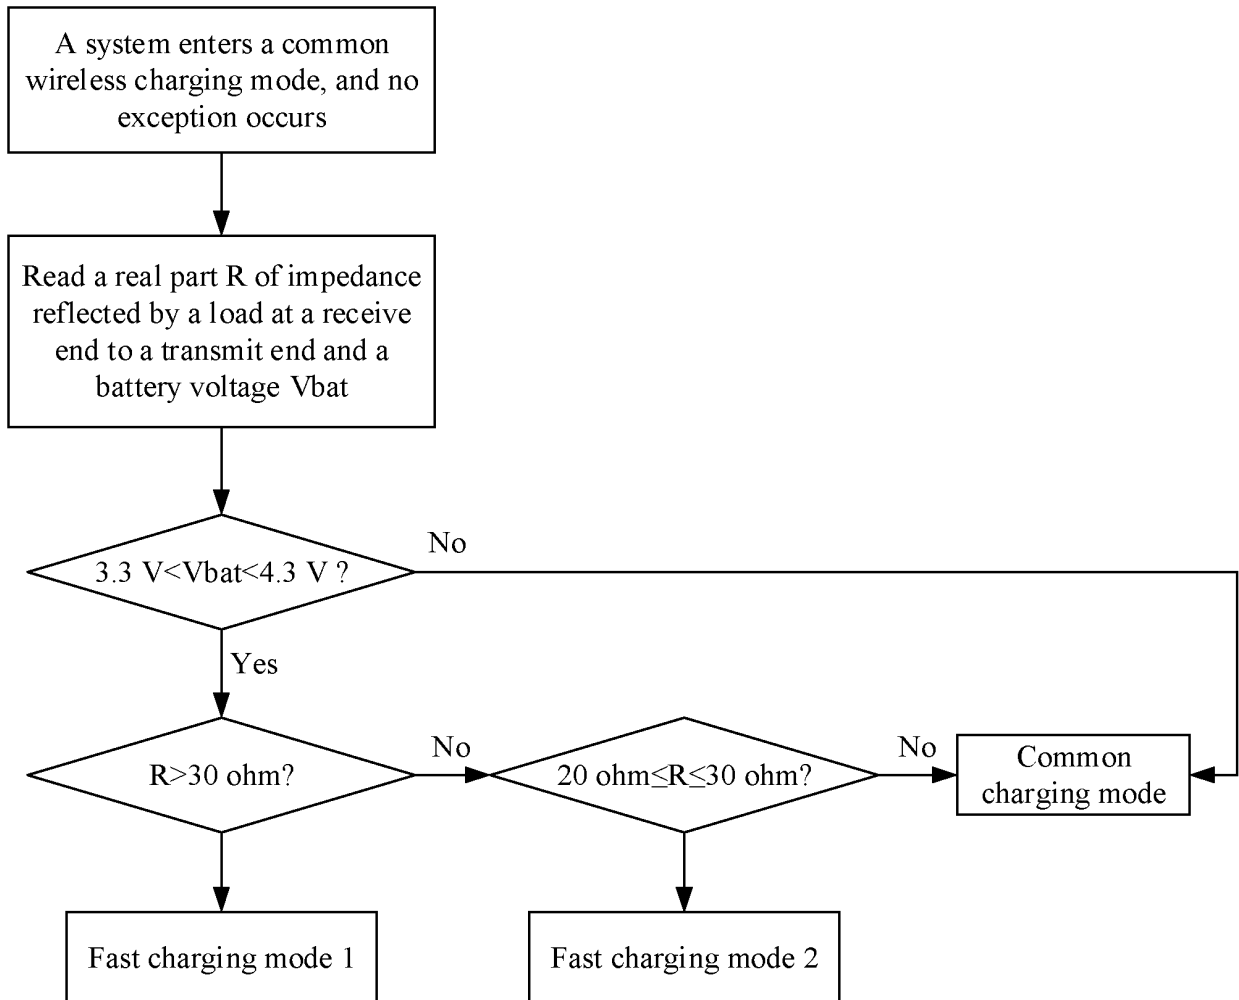 A system enters a common
wireless charging mode, and no
exception occurs
Read a real part R of impedance
reflected by a load at a receive
end to a transmit end and a
battery voltage Vbat
No
3.3 V<Vbat<4.3 V ?
Yes
R>30 ohm?
No
20 ohm≤R≤30 ohm?
No
Common
charging mode
Fast charging mode 1
Fast charging mode 2